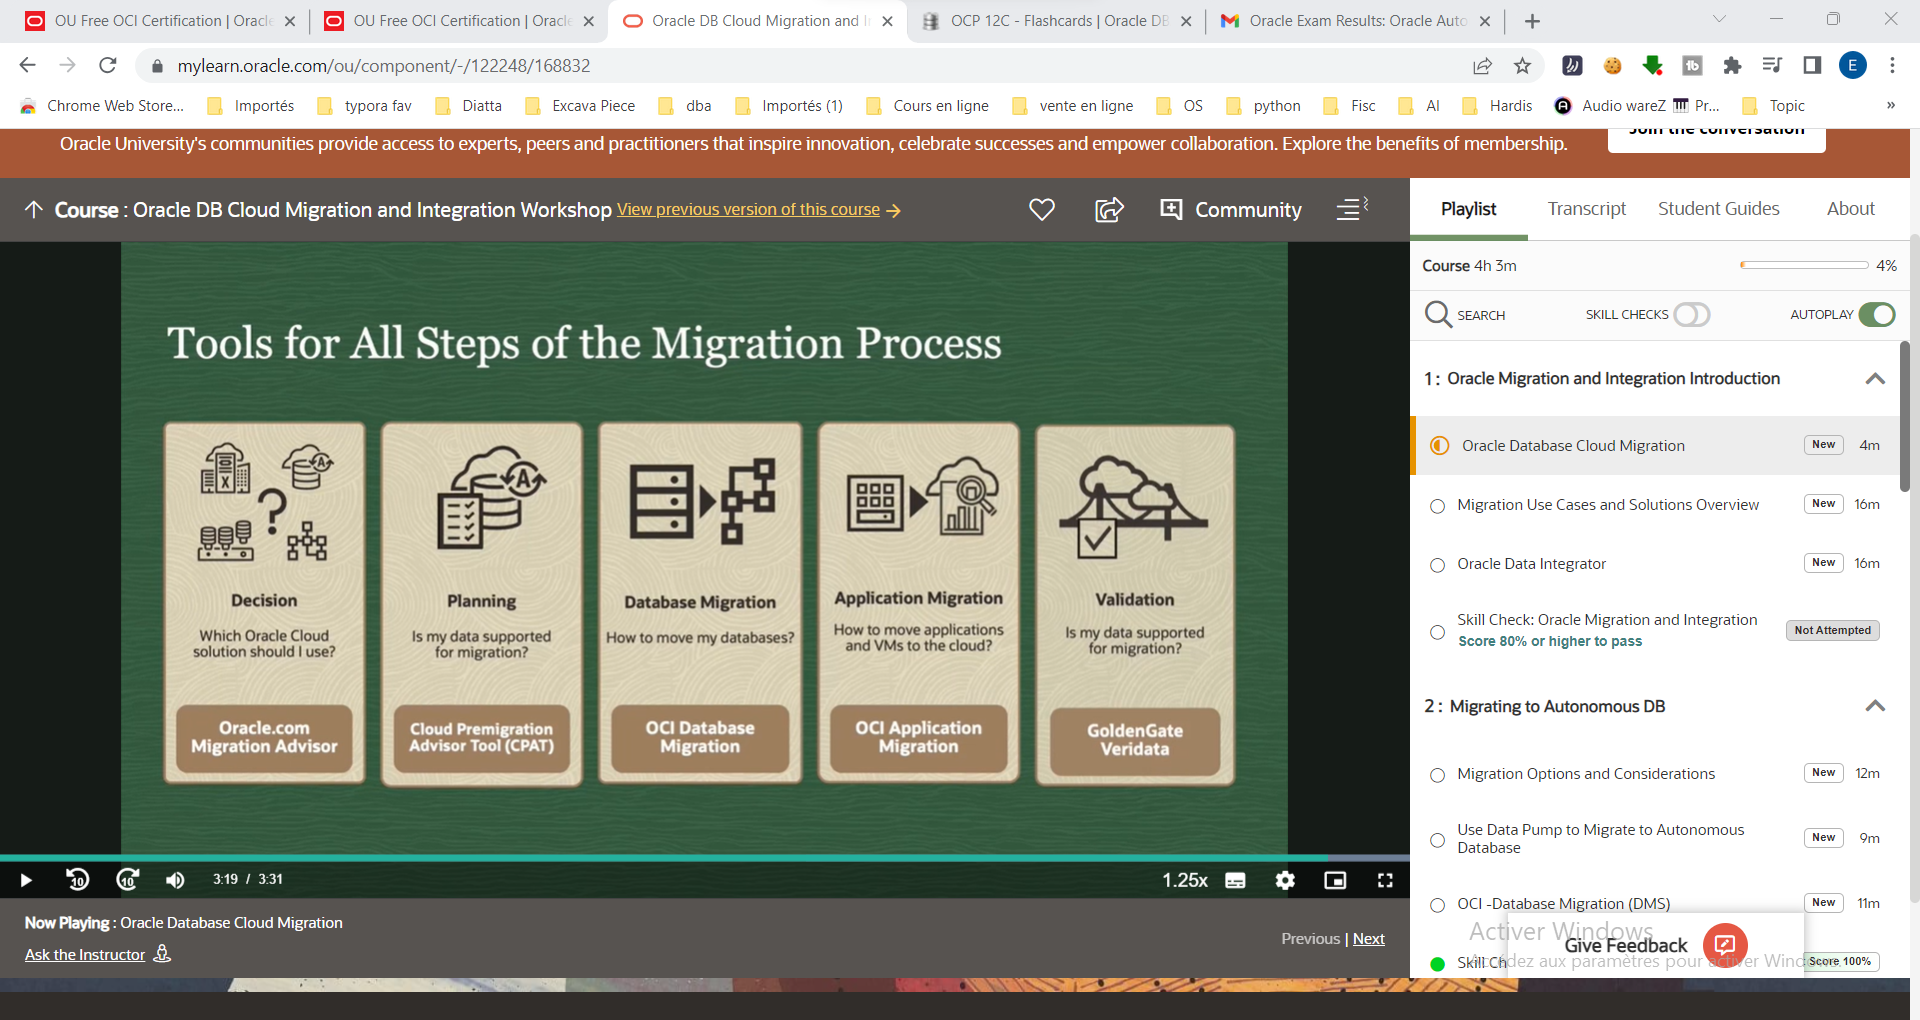 OU Free OCI Certification | Oracle
OU Free OCI Certification | Oracle
Oracle DB Cloud Migration and In
OCP 12C - Flashcards | Oracle DB
Oracle Exam Results: Oracle Auto
mylearn.oracle.com/ou/component/-/122248/168832
E
Chrome Web Store...
Importés
typora fav
Diatta
Excava Piece
dba
Importés (1)
Cours en ligne
vente en ligne
OS
python
Fisc
AI
Hardis
Audio wareZ
Pr...
Topic
»
Oracle University's communities provide access to experts, peers and practitioners that inspire innovation, celebrate successes and empower collaboration. Explore the benefits of membership.
Join the conversation
Course : Oracle DB Cloud Migration and Integration Workshop View previous version of this course →
Community
Playlist
Transcript
Student Guides
About
Course 4h 3m
4%
SEARCH
SKILL CHECKS
AUTOPLAY
Tools for All Steps of the Migration Process
Decision
Which Oracle Cloud
solution should I use?
Oracle.com
Migration Advisor
Planning
Is my data supported
for migration?
Cloud Premigration
Advisor Tool (CPAT)
Database Migration
How to move my databases?
OCI Database
Migration
Application Migration
How to move applications
and VMs to the cloud?
OCI Application
Migration
Validation
Is my data supported
for migration?
GoldenGate
Veridata
1 : Oracle Migration and Integration Introduction
Oracle Database Cloud Migration
New
4m
Migration Use Cases and Solutions Overview
New
16m
Oracle Data Integrator
New
16m
Skill Check: Oracle Migration and Integration
Score 80% or higher to pass
Not Attempted
2 : Migrating to Autonomous DB
Migration Options and Considerations
New
12m
Use Data Pump to Migrate to Autonomous
Database
New
9m
OCI -Database Migration (DMS)
New
11m
Skill Ch
Score 100%
Give Feedback
Activer Windows
Accédez aux paramètres pour activer Windows.
10
10
3:19 / 3:31
1.25x
Now Playing : Oracle Database Cloud Migration
Ask the Instructor
Previous | Next